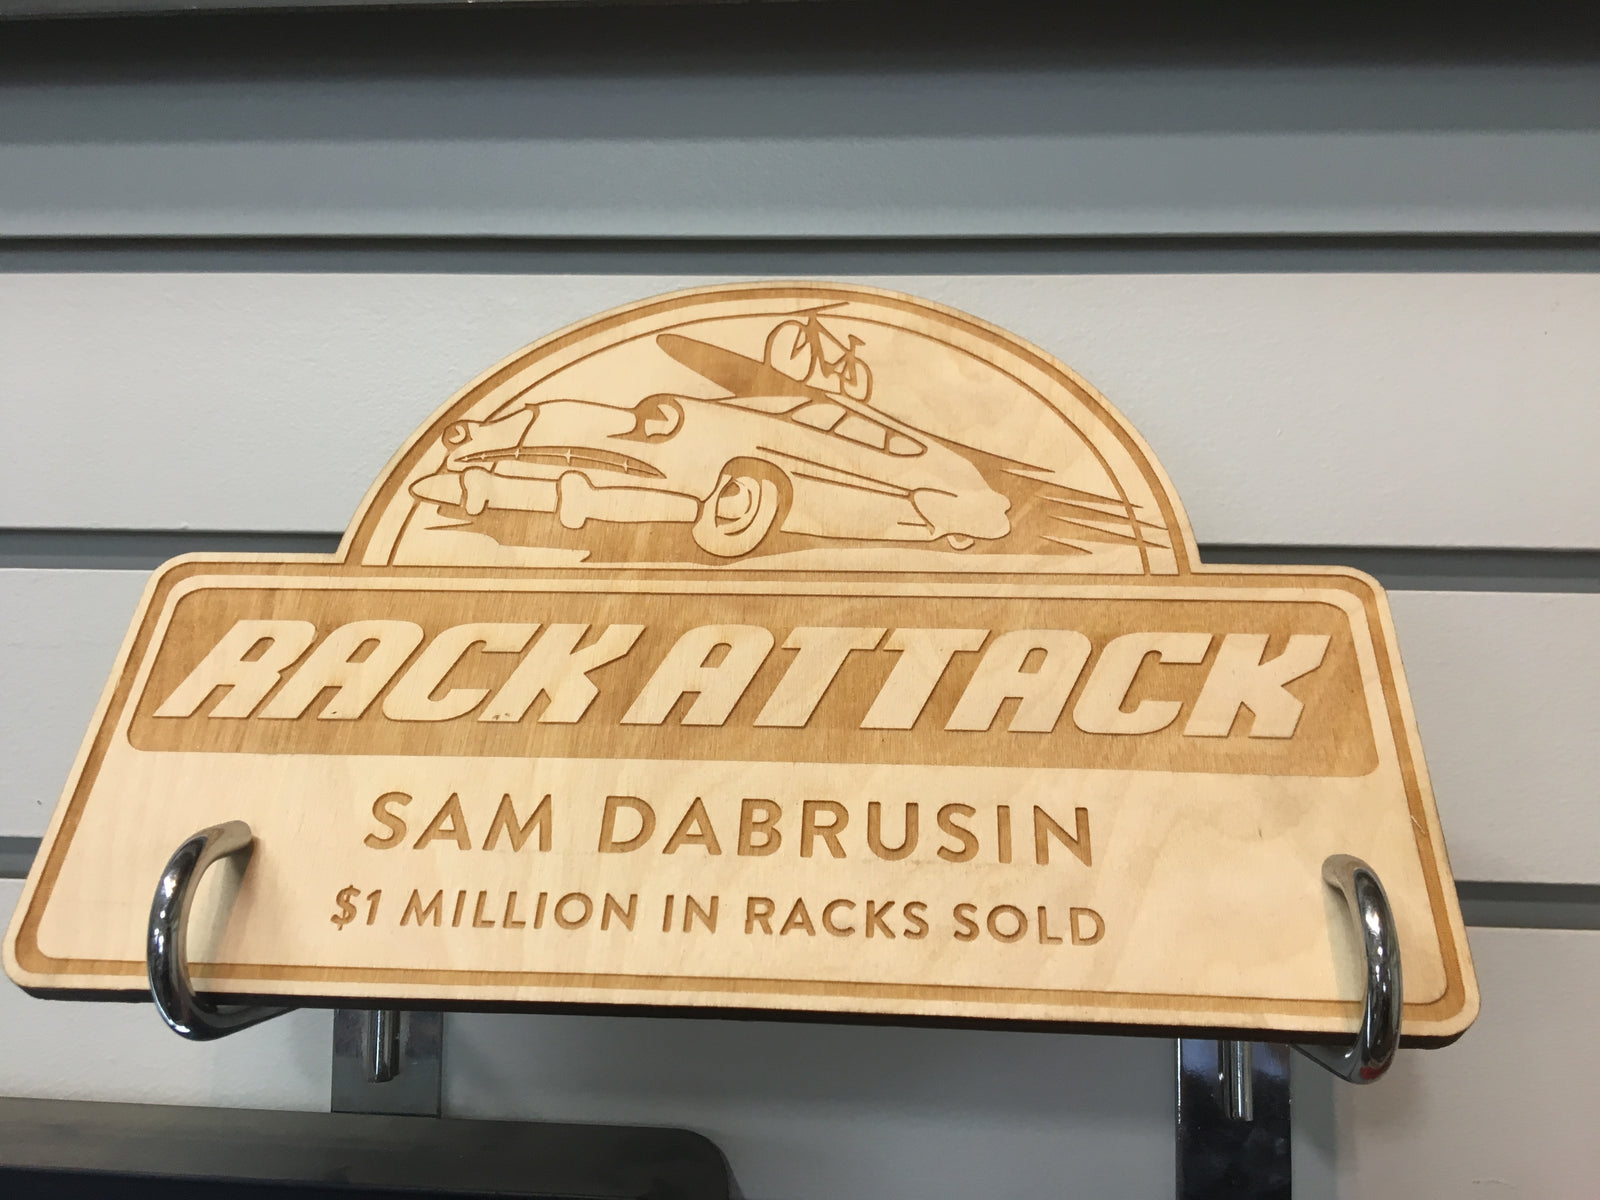 RACK ATTACK
SAM DABRUSIN
$1 MILLION IN RACKS SOLD